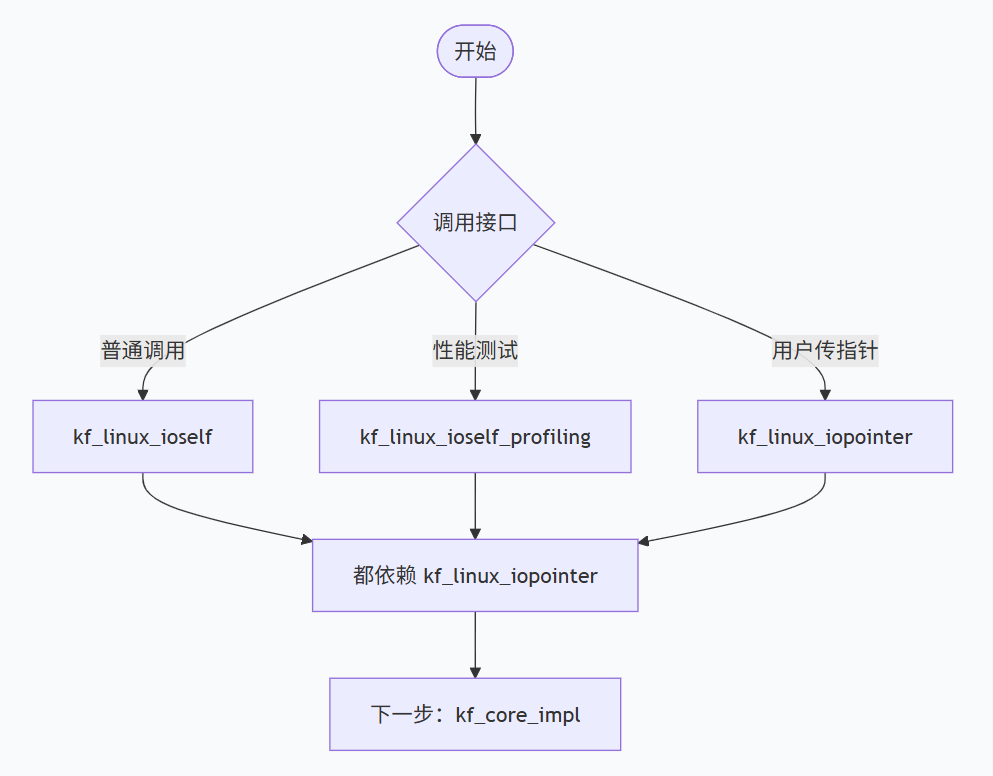 开始
调用接口
普通调用
性能测试
用户传指针
kf_linux_ioself
kf_linux_ioself_profiling
kf_linux_iopointer
都依赖 kf_linux_iopointer
下一步：kf_core_impl